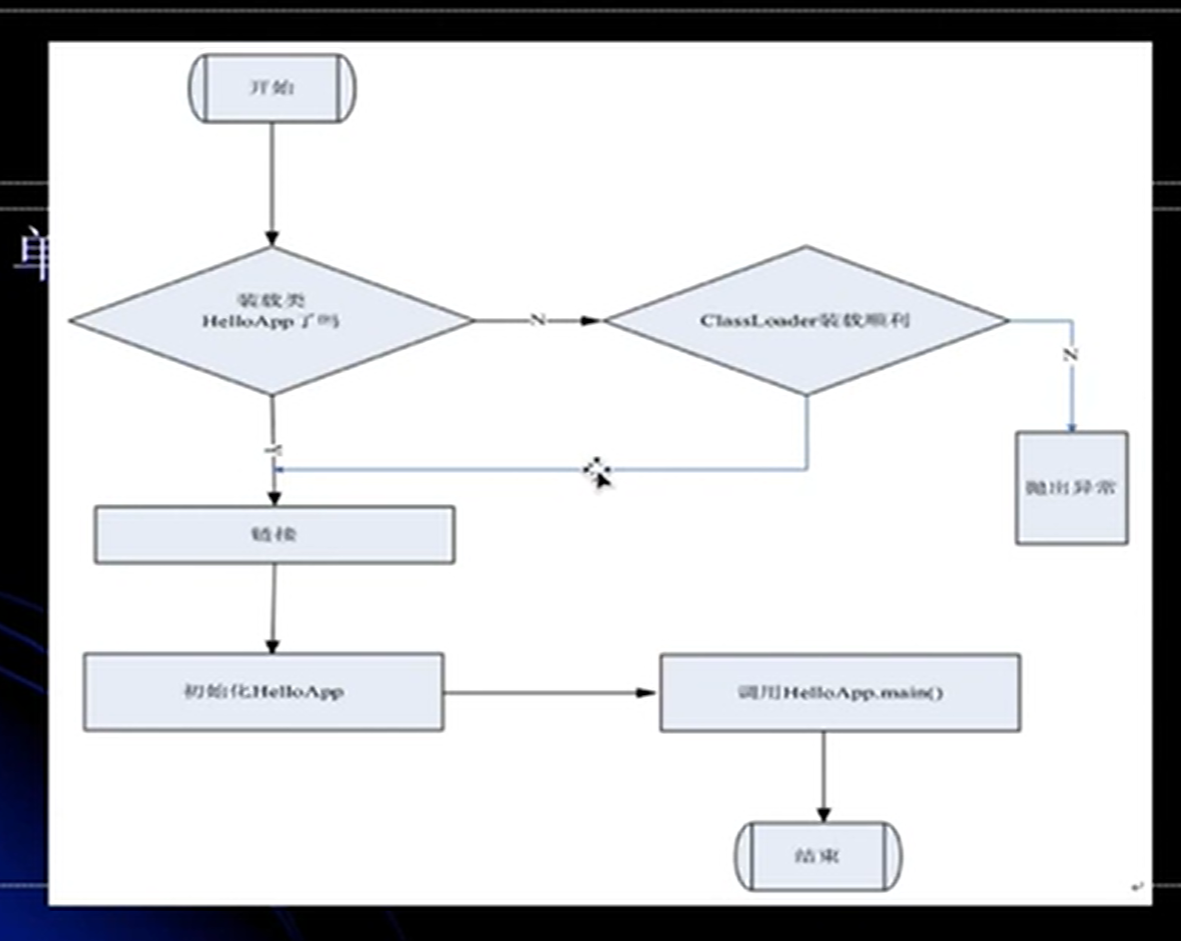 开始
装载类
HelloApp了吗
N
ClassLoader装载顺利
N
Y
单
链接
抛出异常
初始化HelloApp
调用HelloApp.main()
结束